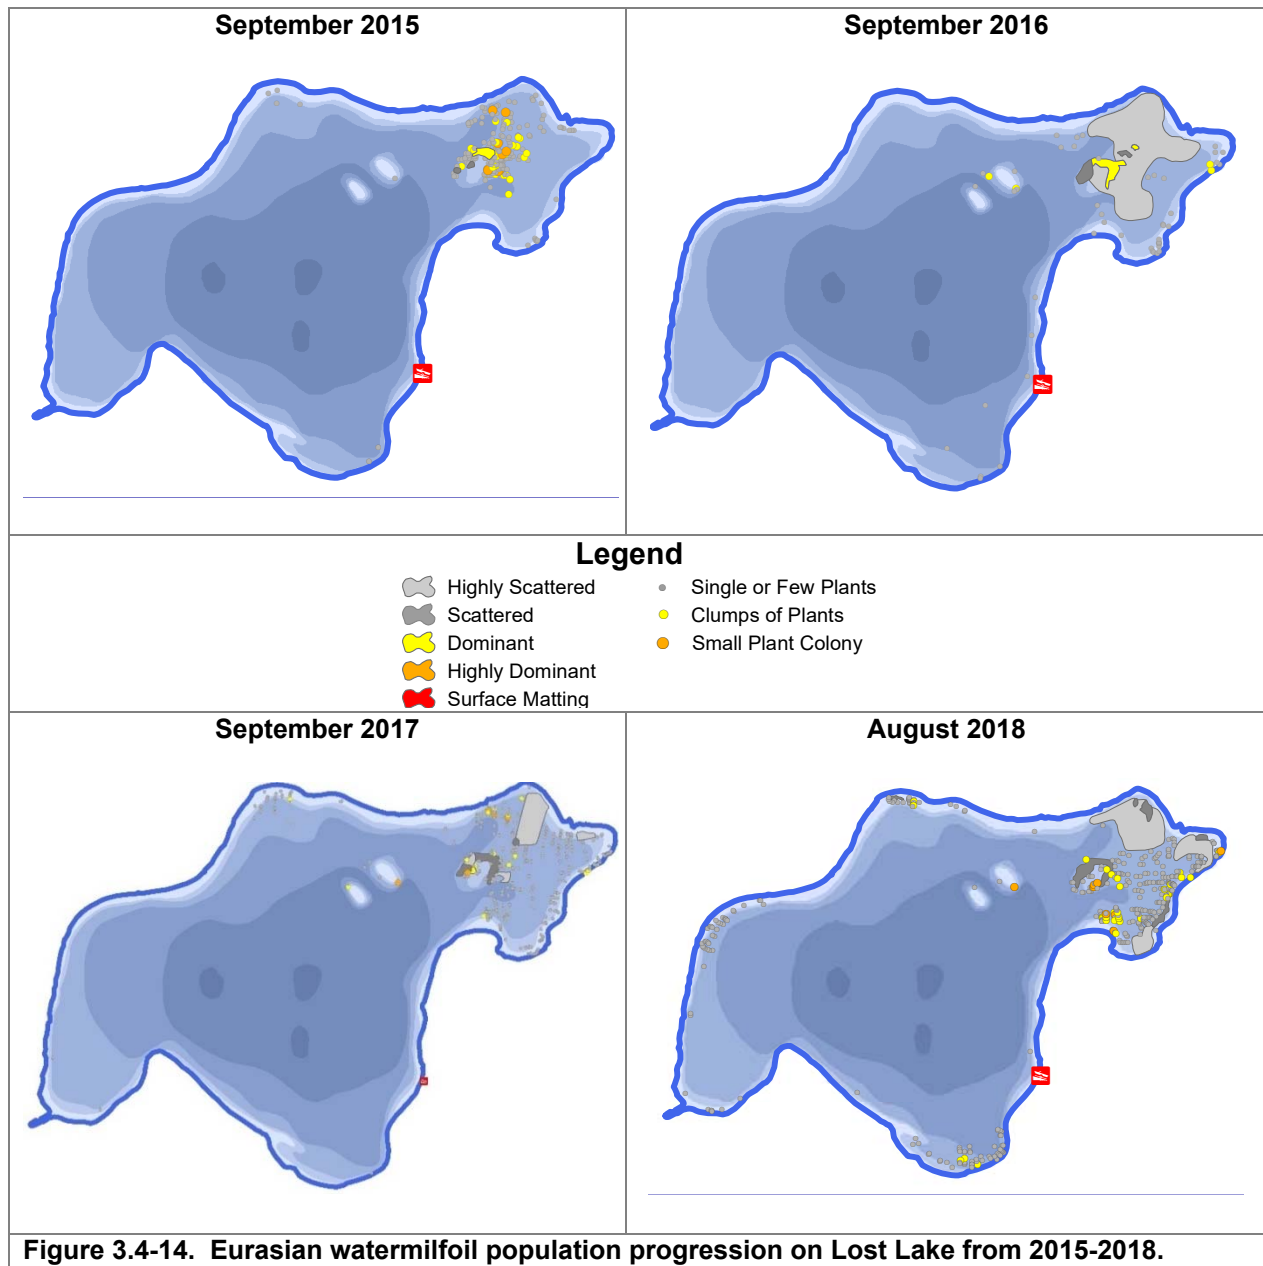 September 2015
September 2016
Legend
Highly Scattered
Scattered
Dominant
Highly Dominant
Surface Matting
Single or Few Plants
Clumps of Plants
Small Plant Colony
September 2017
August 2018
Figure 3.4-14. Eurasian watermilfoil population progression on Lost Lake from 2015-2018.